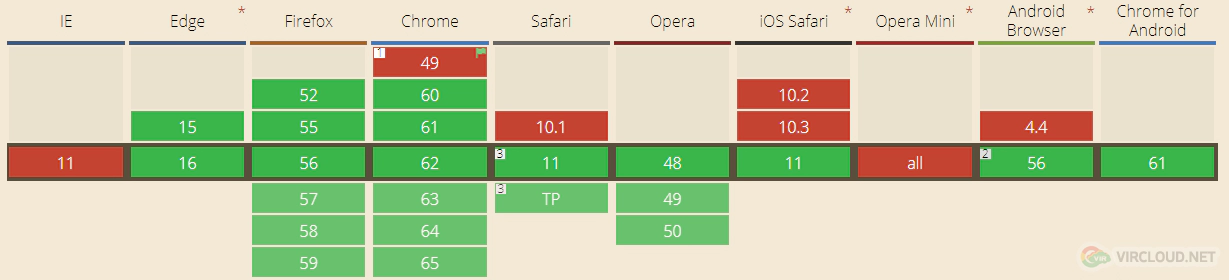 IE Edge * Firefox Chrome Safari Opera iOS Safari * Opera Mini * Android Browser * Chrome for Android
1 49
52 60 10.2
15 55 61 10.1 10.3 4.4
11 16 56 62 3 11 48 11 all 2 56 61
57 63 3 TP 49
58 64 50
59 65
VIRCLOUD.NET